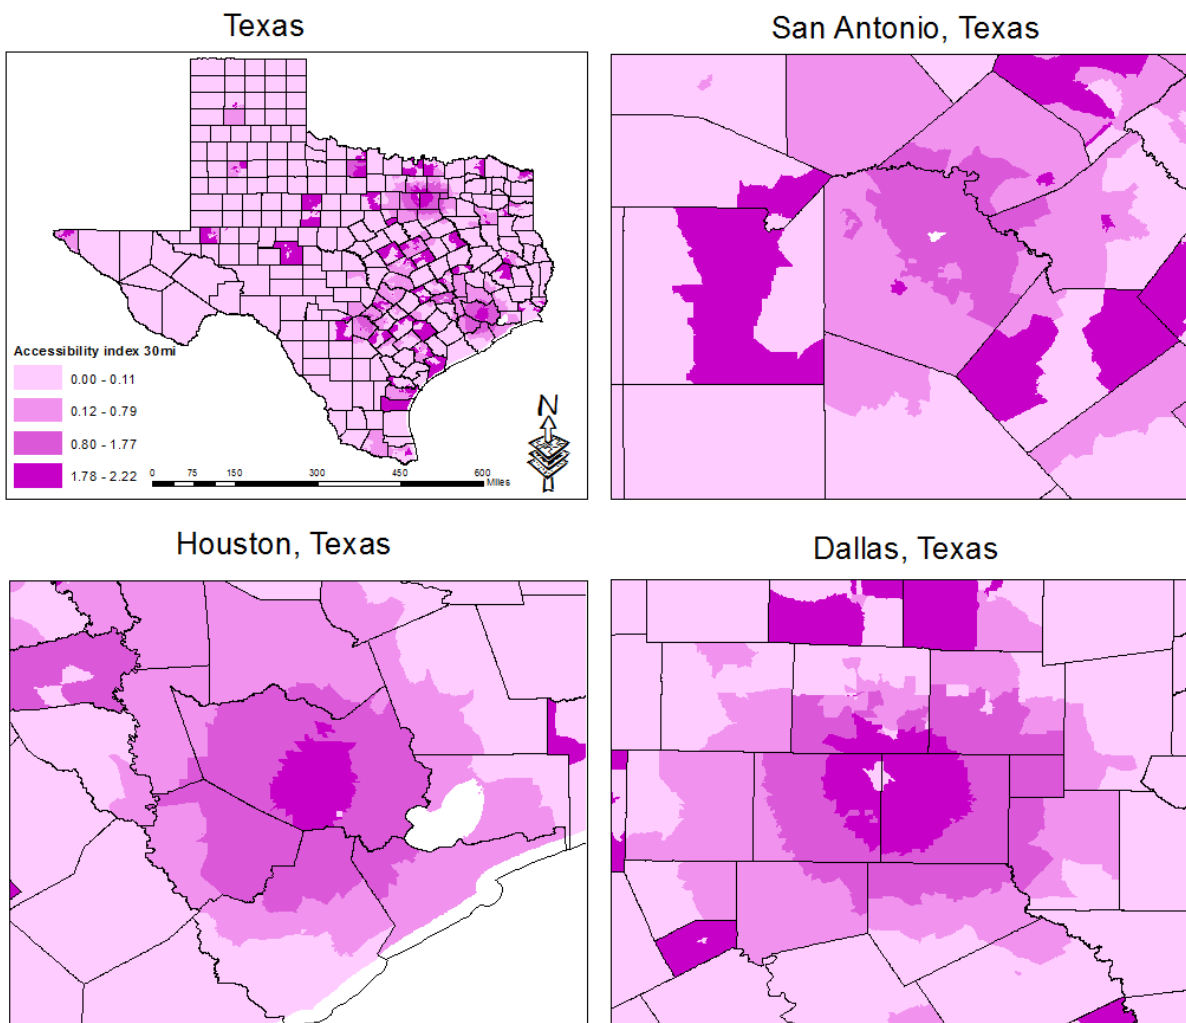 Texas
San Antonio, Texas
Accessibility index 30mi
0.00 - 0.11
0.12 - 0.79
0.80 - 1.77
1.78 - 2.22
N
0 75 150 300 450 600
Miles
Houston, Texas
Dallas, Texas